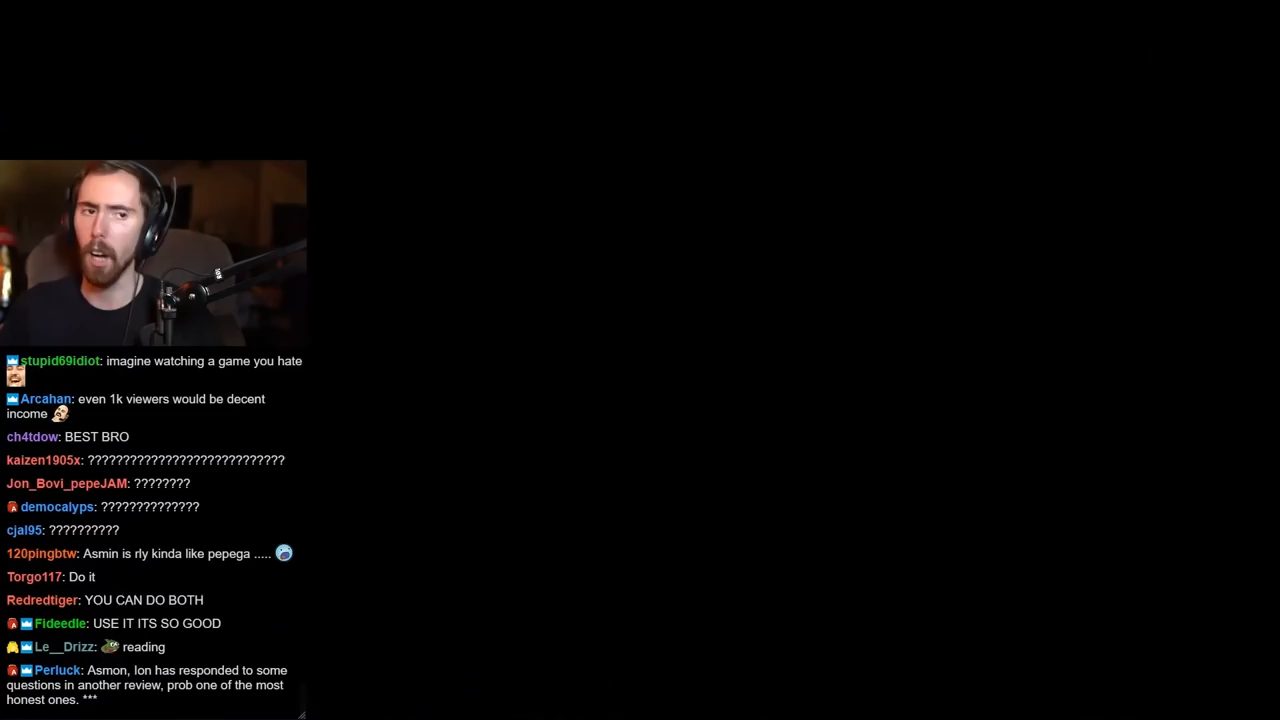 stupid69idiot: imagine watching a game you hate
Arcahan: even 1k viewers would be decent
income
ch4tdow: BEST BRO
kaizen1905x: ????????????????????????????
Jon_Bovi_pepeJAM: ????????
democalyps: ??????????????
cjal95: ??????????
120pingbtw: Asmin is rly kinda like pepega .....
Torgo117: Do it
Redredtiger: YOU CAN DO BOTH
Fideedle: USE IT ITS SO GOOD
Le__Drizz: reading
Perluck: Asmon, lon has responded to some
questions in another review, prob one of the most
honest ones. ***